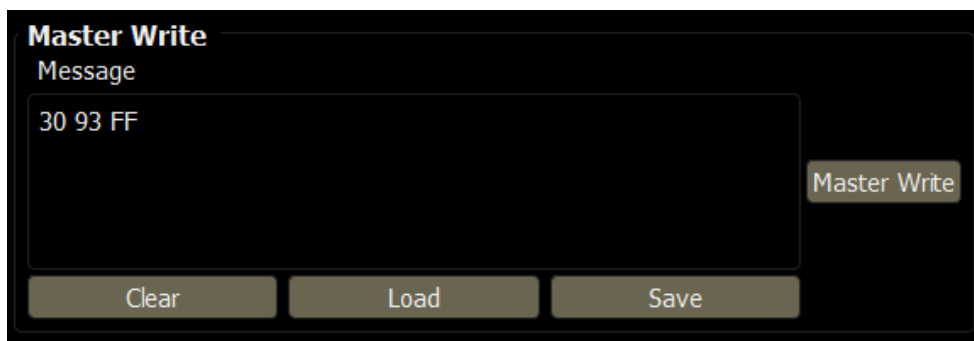 Master Write
Message
30 93 FF
Master Write
Clear Load Save